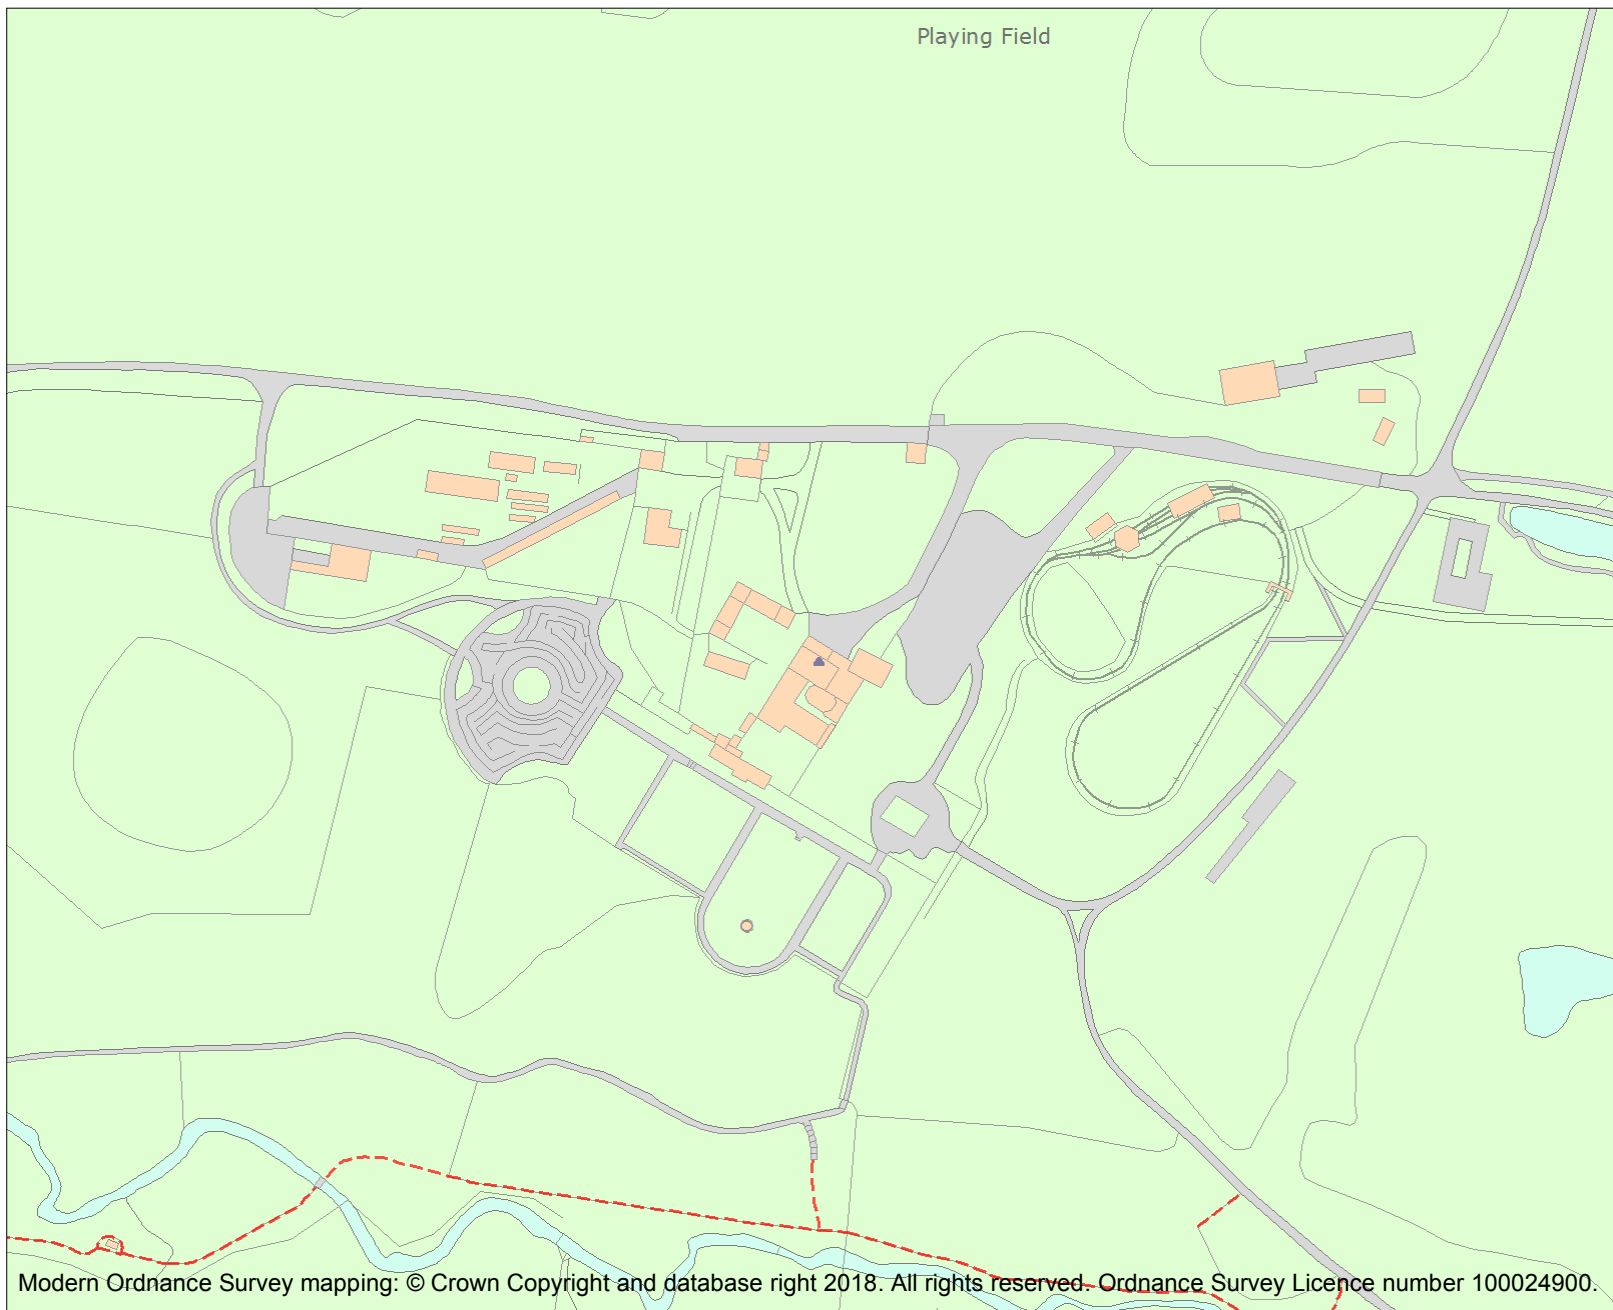 Playing Field
Modern Ordnance Survey mapping: © Crown Copyright and database right 2018. All rights reserved. Ordnance Survey Licence number 100024900.